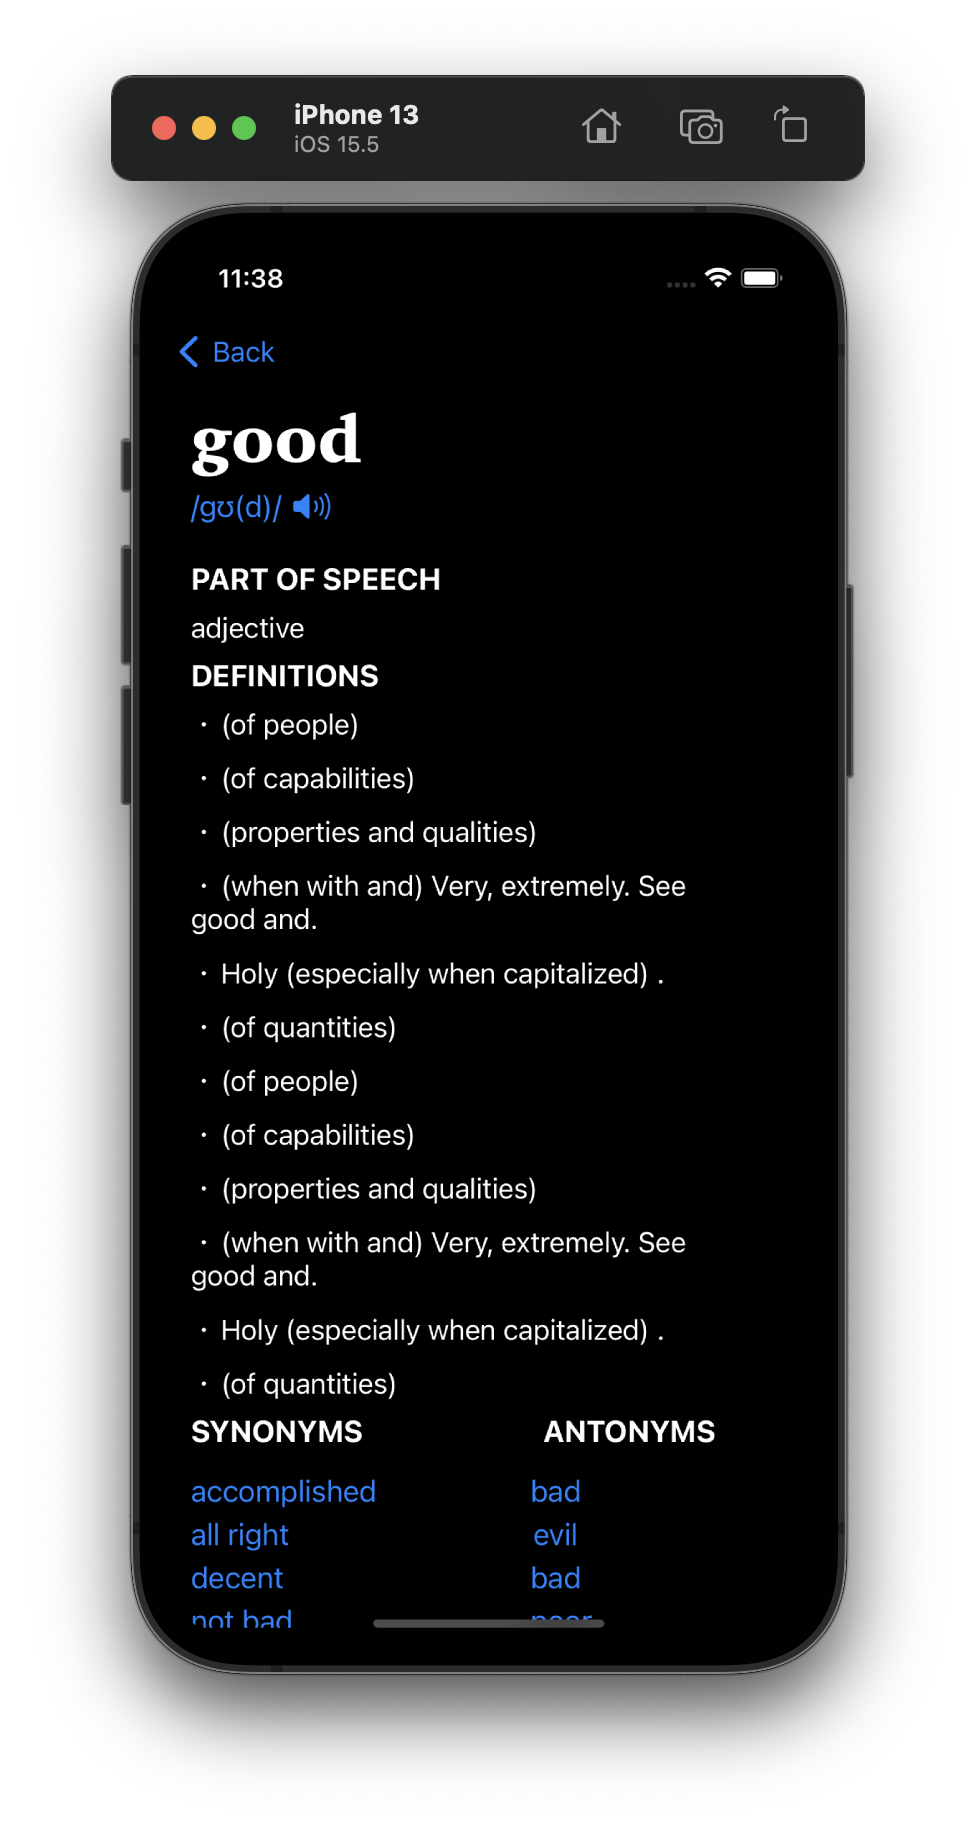 iPhone 13
iOS 15.5
11:38
Back
good
/ɡʊ(d)/
PART OF SPEECH
adjective
DEFINITIONS
· (of people)
· (of capabilities)
· (properties and qualities)
· (when with and) Very, extremely. See
good and.
· Holy (especially when capitalized) .
· (of quantities)
· (of people)
· (of capabilities)
· (properties and qualities)
· (when with and) Very, extremely. See
good and.
· Holy (especially when capitalized) .
· (of quantities)
SYNONYMS ANTONYMS
accomplished bad
all right evil
decent bad
not bad